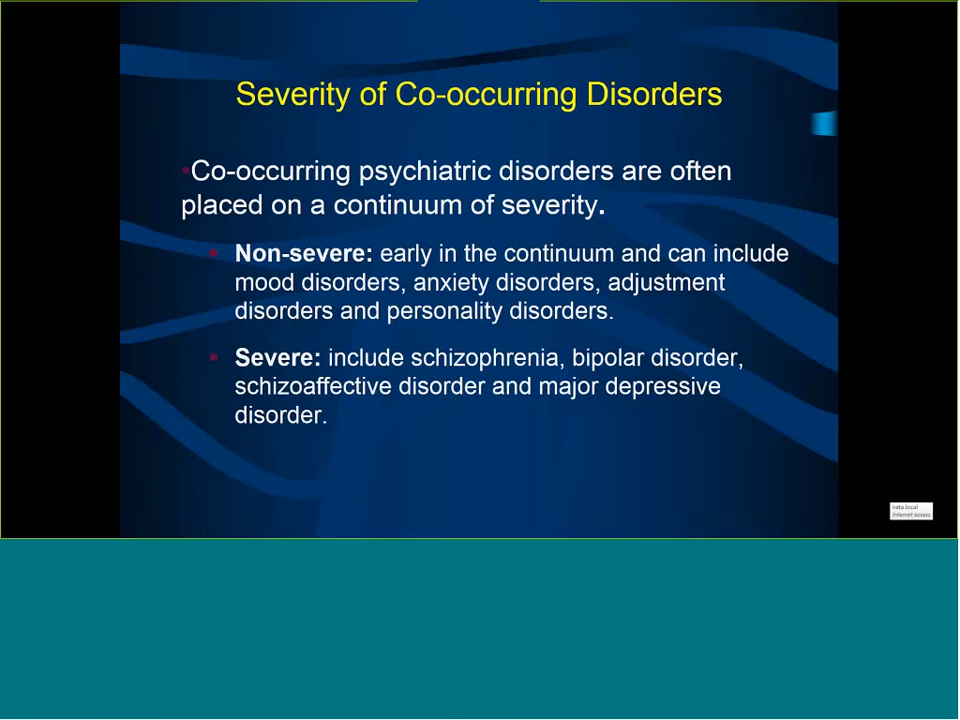 Severity of Co-occurring Disorders
•Co-occurring psychiatric disorders are often
placed on a continuum of severity.
▪ Non-severe: early in the continuum and can include
mood disorders, anxiety disorders, adjustment
disorders and personality disorders.
▪ Severe: include schizophrenia, bipolar disorder,
schizoaffective disorder and major depressive
disorder.
Internet access